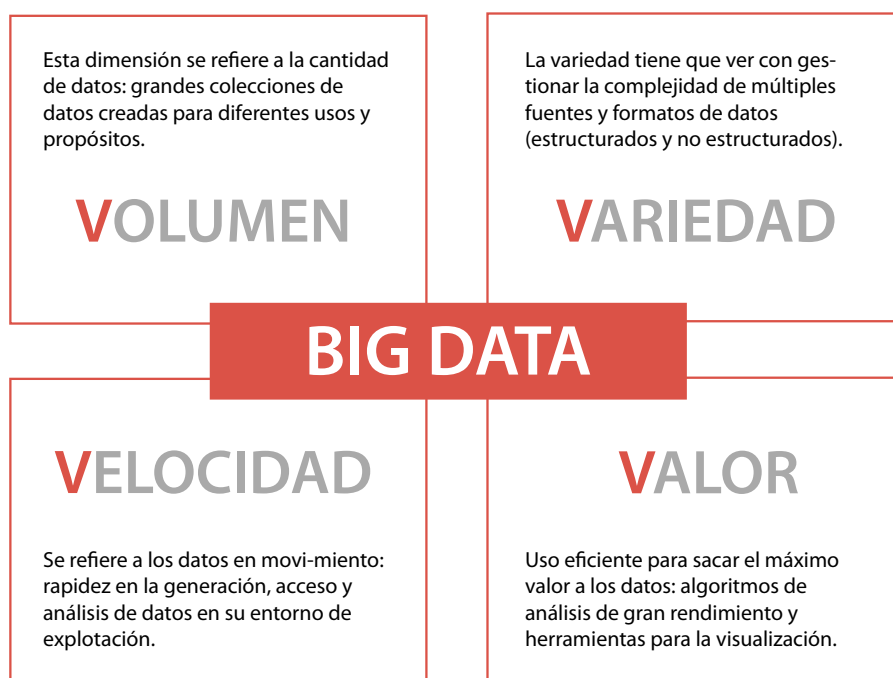 Esta dimensión se refiere a la cantidad
de datos: grandes colecciones de
datos creadas para diferentes usos y
propósitos.
VOLUMEN
La variedad tiene que ver con ges-
tionar la complejidad de múltiples
fuentes y formatos de datos
(estructurados y no estructurados).
VARIEDAD
BIG DATA
VELOCIDAD
Se refiere a los datos en movi-miento:
rapidez en la generación, acceso y
análisis de datos en su entorno de
explotación.
VALOR
Uso eficiente para sacar el máximo
valor a los datos: algoritmos de
análisis de gran rendimiento y
herramientas para la visualización.